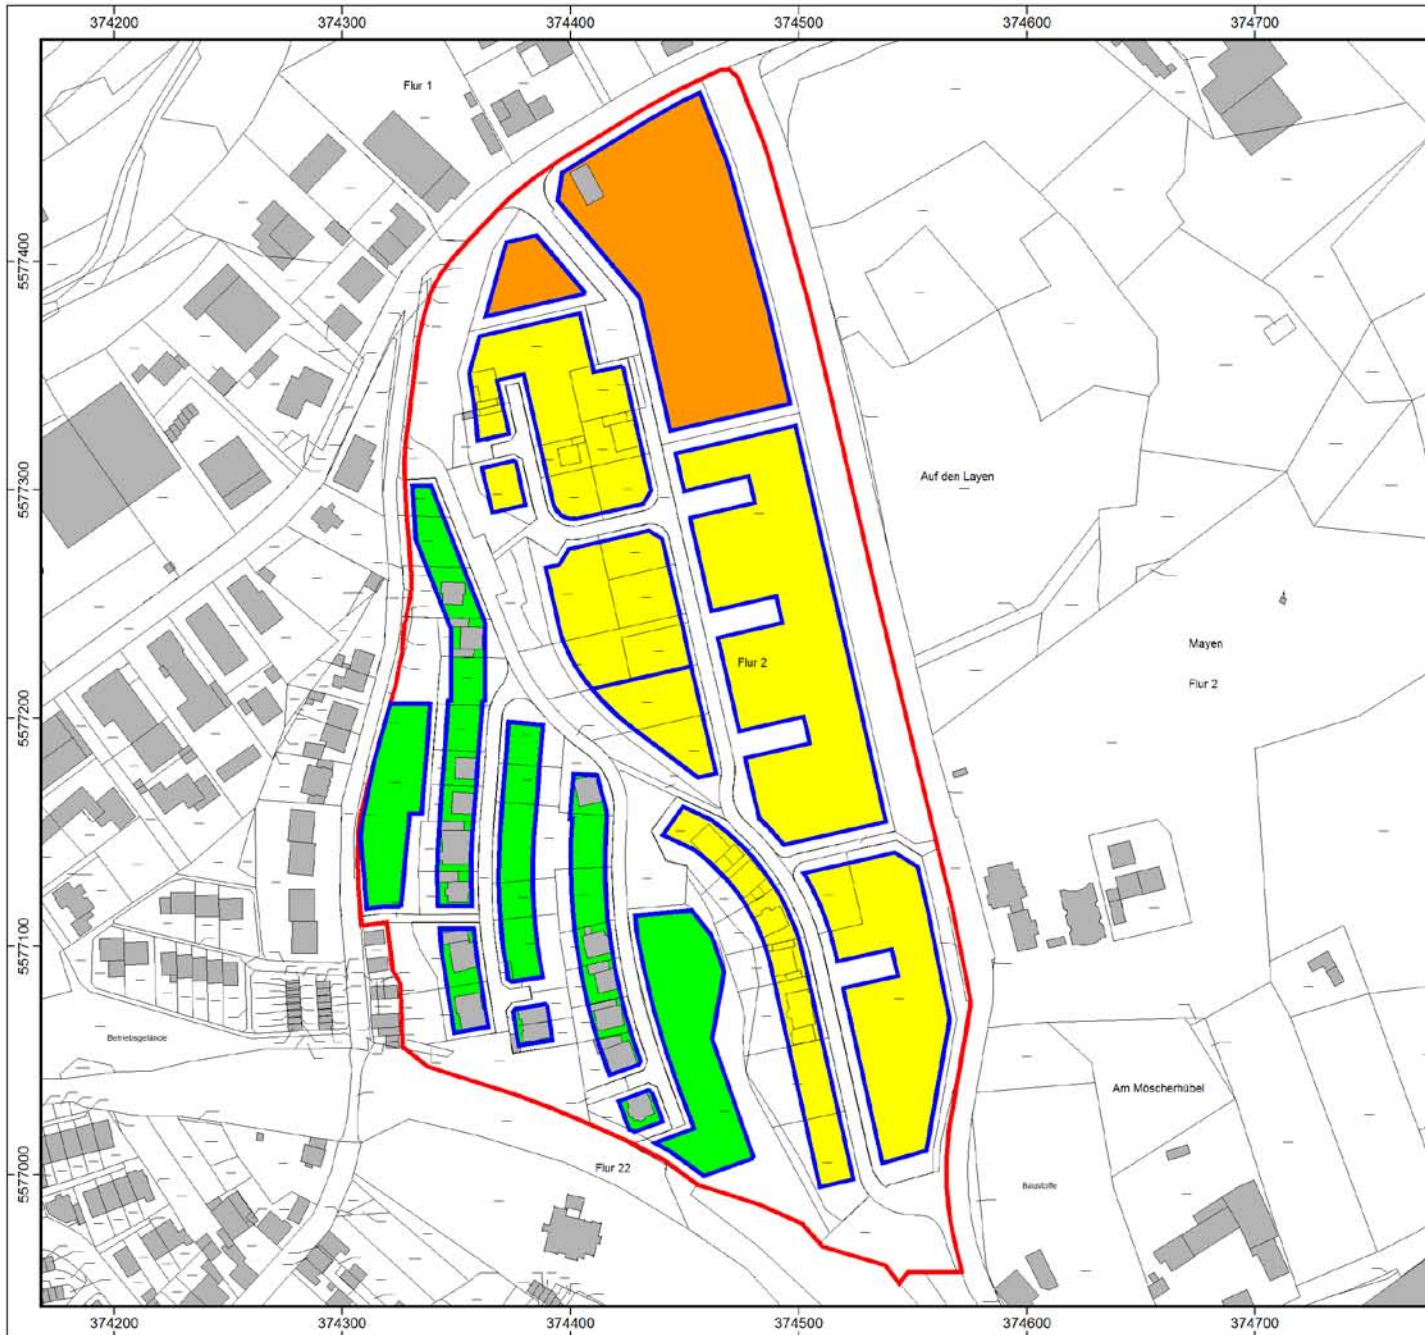 374200 374300 374400 374500 374600 374700
Flur 1
5577400
5577300
Auf den Layen
Mayen
Flur 2
Flur 2
5577200
5577100
Betriebsgelände
Am Möscherhübel
Flur 22
Baustoffe
5577000
374200 374300 374400 374500 374600 374700